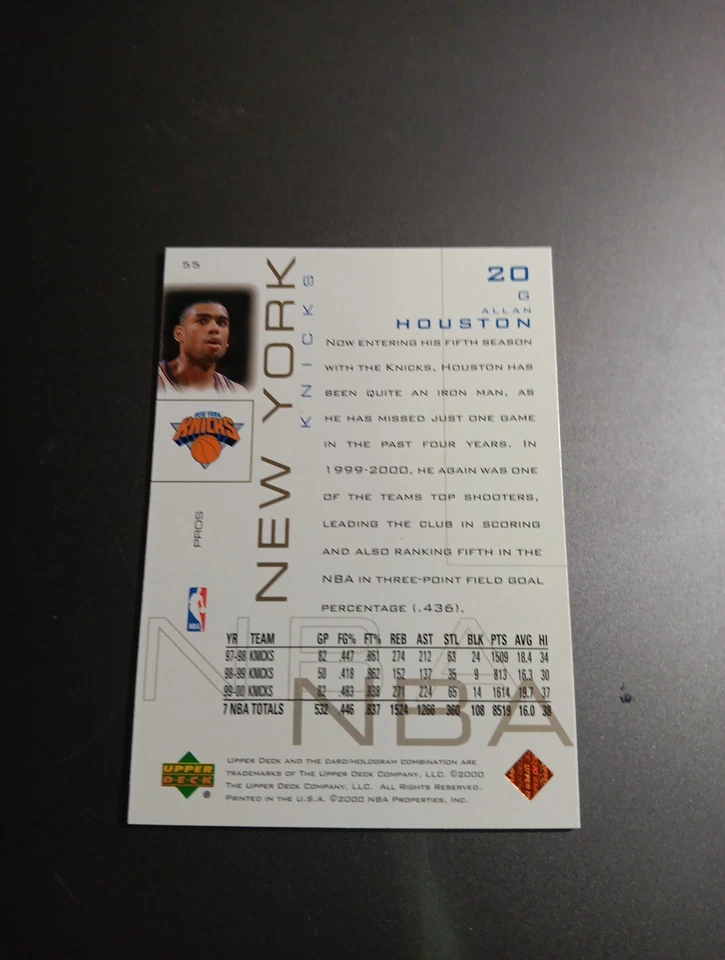 55
20
G
ALLAN
HOUSTON
NEW YORK
KNICKS
NEW YORK
KNICKS
PROS
NBA
NOW ENTERING HIS FIFTH SEASON
WITH THE KNICKS, HOUSTON HAS
BEEN QUITE AN IRON MAN, AS
HE HAS MISSED JUST ONE GAME
IN THE PAST FOUR YEARS. IN
1999-2000, HE AGAIN WAS ONE
OF THE TEAMS TOP SHOOTERS,
LEADING THE CLUB IN SCORING
AND ALSO RANKING FIFTH IN THE
NBA IN THREE-POINT FIELD GOAL
PERCENTAGE (.436).
NBA
NBA
YR TEAM GP FG% FT% REB AST STL BLK PTS AVG HI
97-98 KNICKS 82 .447 .851 274 212 63 24 1509 18.4 34
98-99 KNICKS 50 .418 .862 152 137 35 9 813 16.3 30
99-00 KNICKS 82 .483 .838 271 224 65 14 1614 19.7 37
7 NBA TOTALS 532 .446 .837 1524 1266 360 108 8519 16.0 38
UPPER DECK ®
UPPER DECK AND THE CARD/HOLOGRAM COMBINATION ARE
TRADEMARKS OF THE UPPER DECK COMPANY, LLC. ©2000
THE UPPER DECK COMPANY, LLC. ALL RIGHTS RESERVED.
PRINTED IN THE U.S.A. ©2000 NBA PROPERTIES, INC.